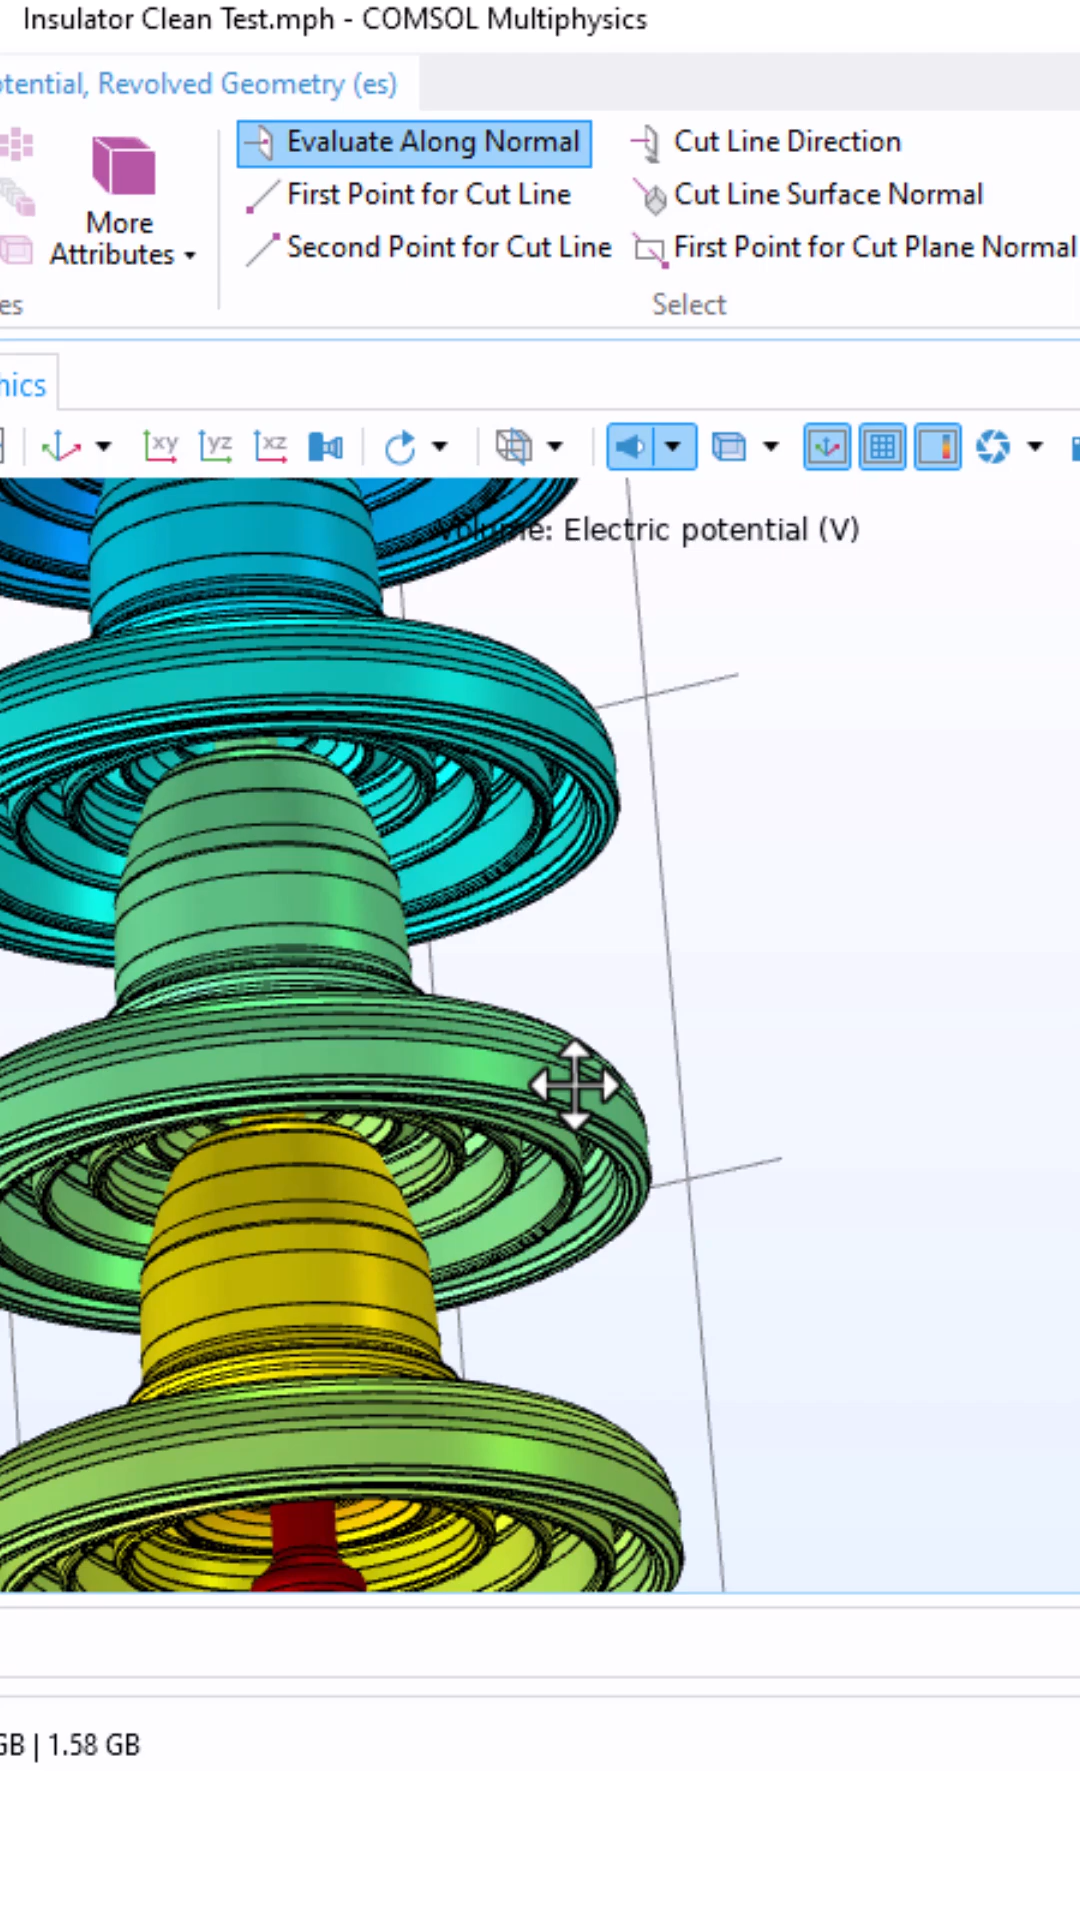 Insulator Clean Test.mph - COMSOL Multiphysics
otential, Revolved Geometry (es)
Evaluate Along Normal
Cut Line Direction
First Point for Cut Line
Cut Line Surface Normal
More
Attributes
Second Point for Cut Line
First Point for Cut Plane Normal
es
Select
hics
xy yz xz
Volume: Electric potential (V)
GB | 1.58 GB